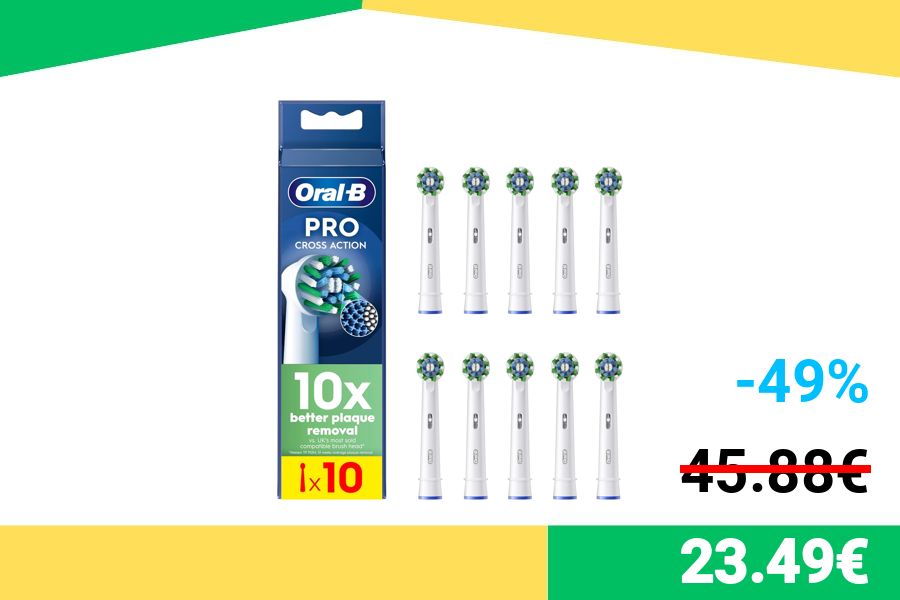 Oral-B
PRO
CROSS ACTION
10x
better plaque
removal
vs. UK's most sold
compatible brush head*
x10
-49%
45.88€
23.49€